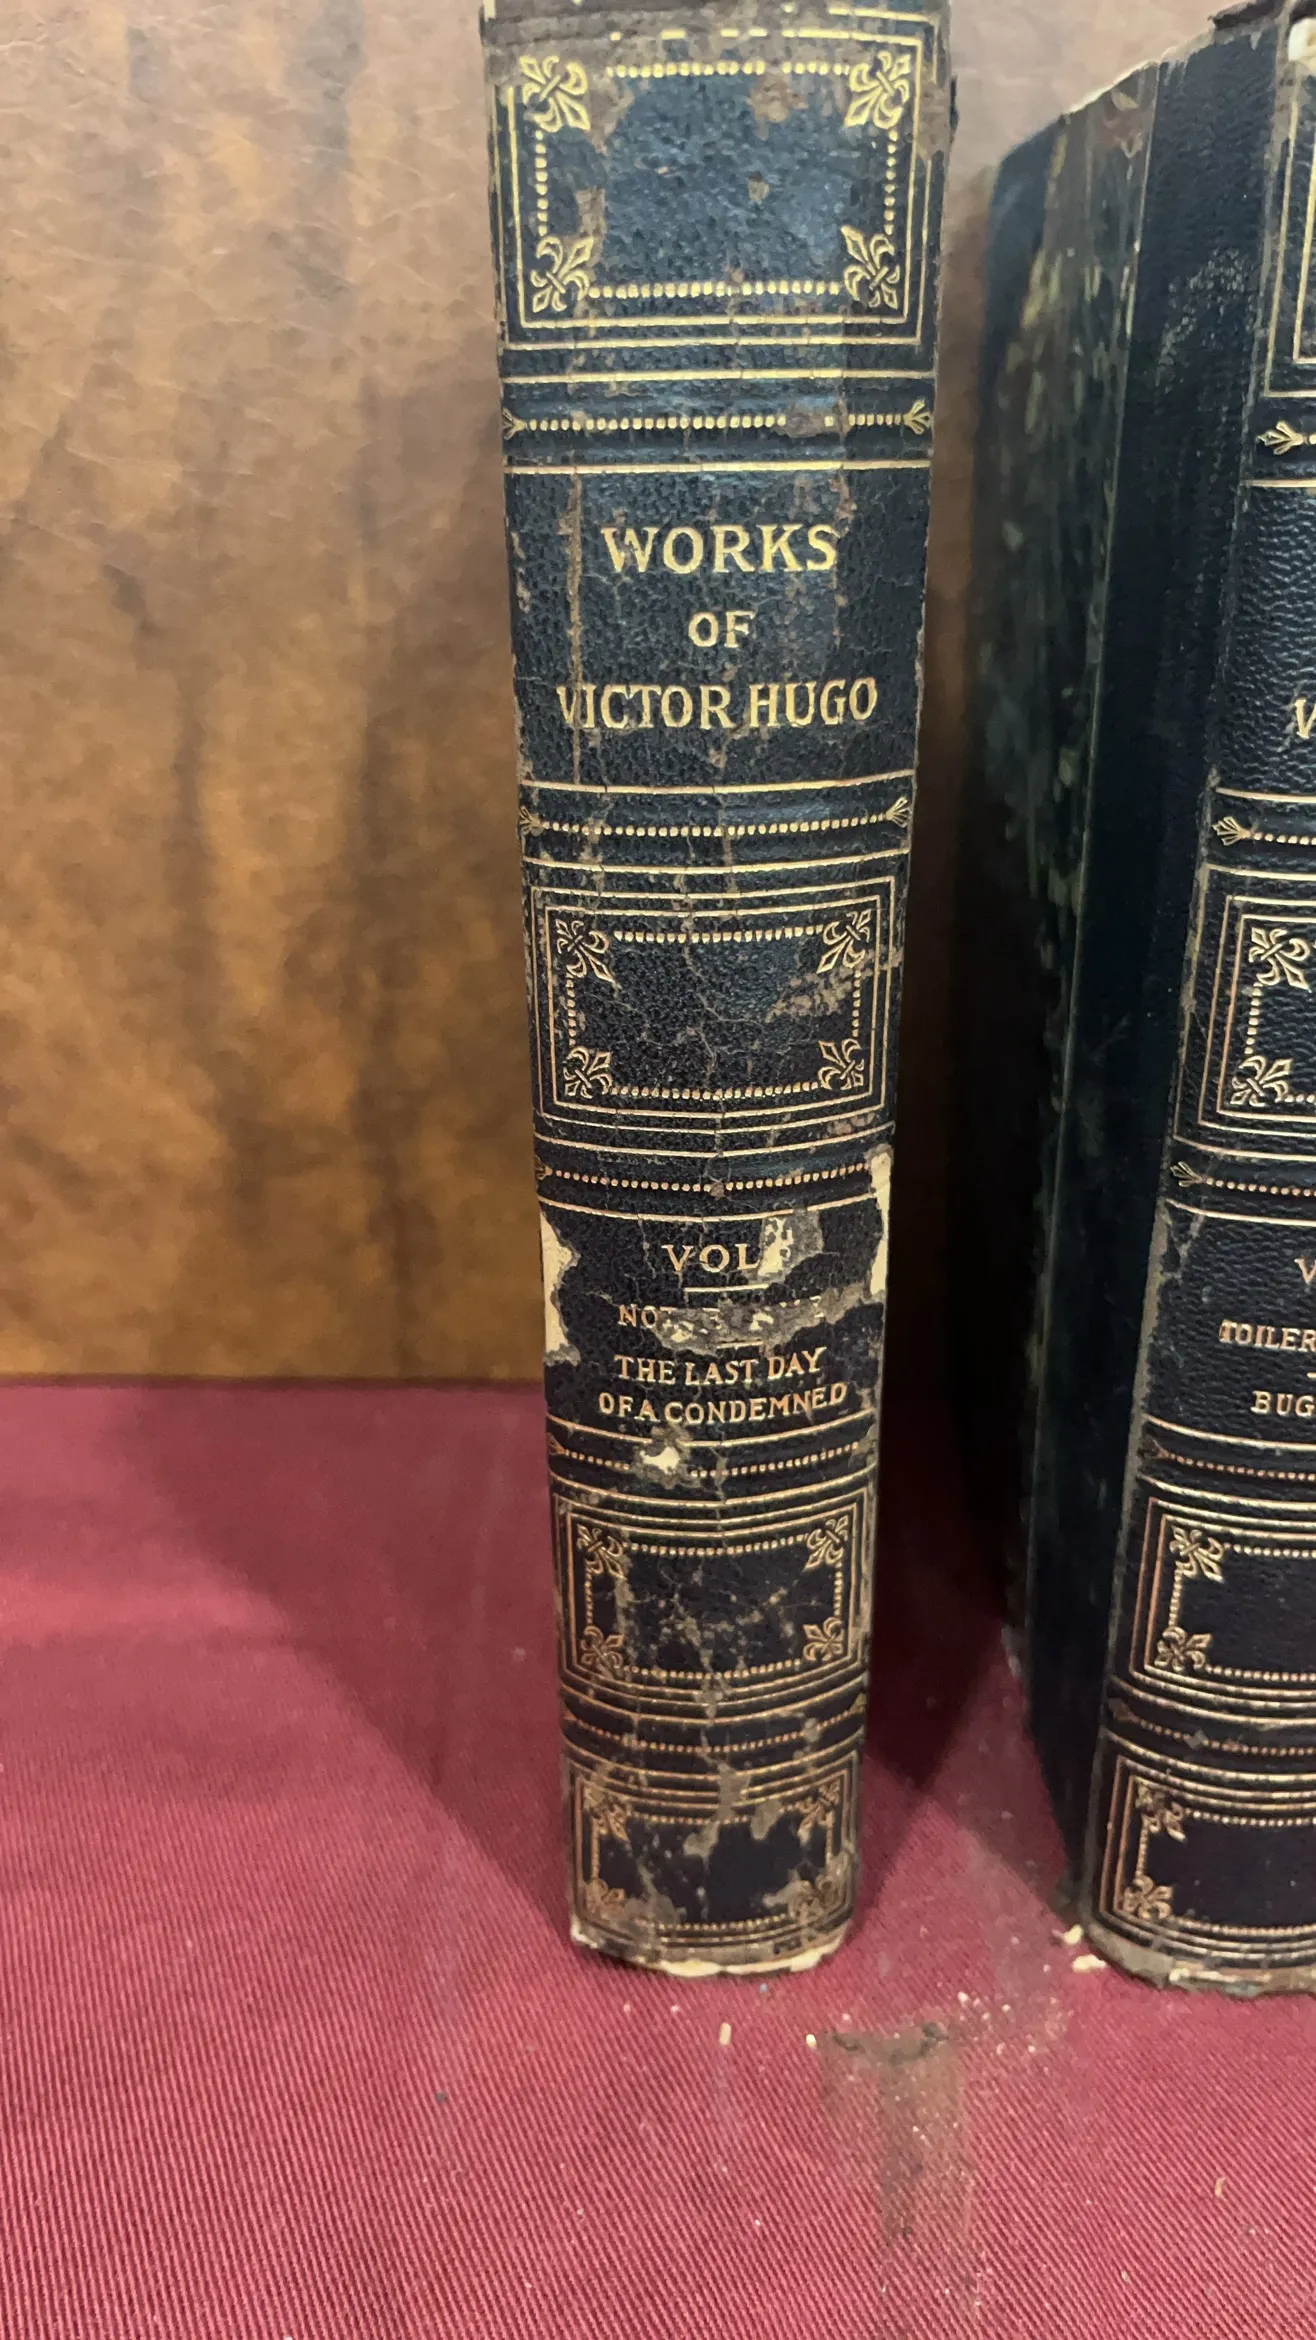 WORKS
OF
VICTOR HUGO
VOL
THE LAST DAY
OF A CONDEMNED